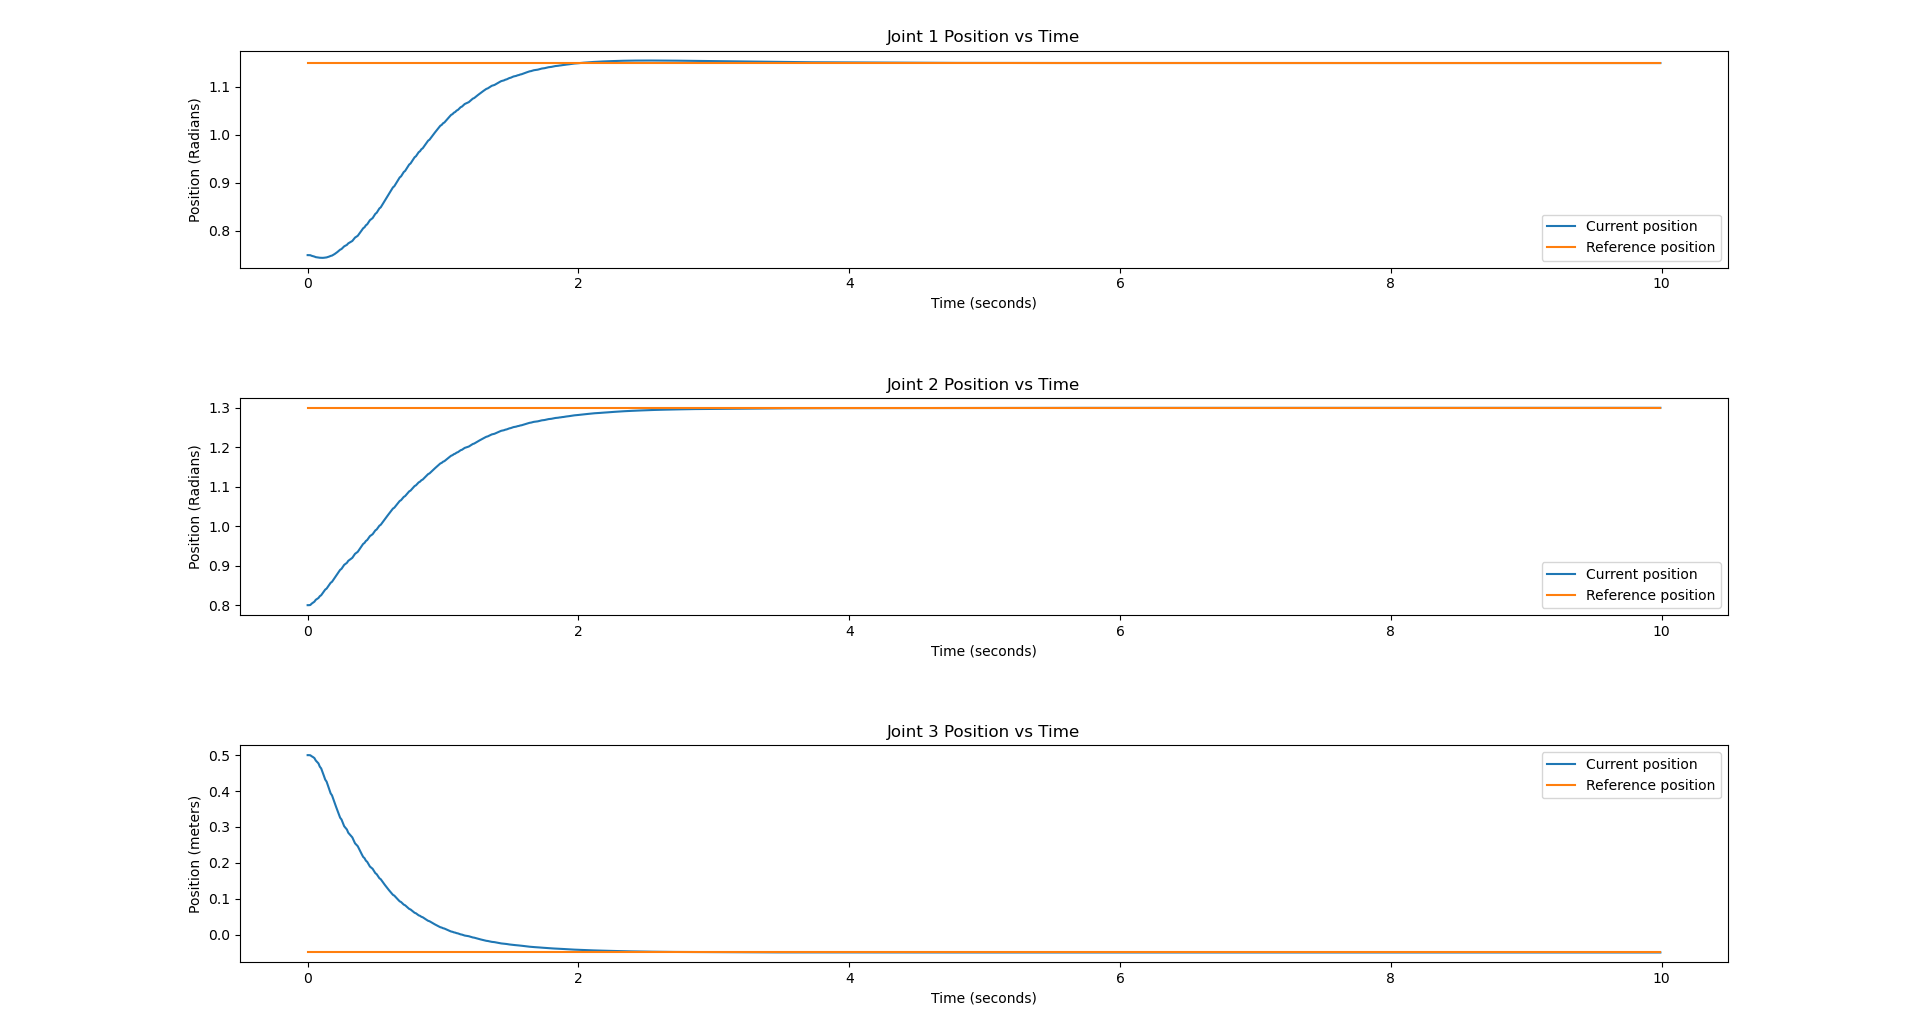 Joint 1 Position vs Time
Position (Radians)
1.1
1.0
0.9
0.8
Current position
Reference position
0 2 4 6 8 10
Time (seconds)
Joint 2 Position vs Time
Position (Radians)
1.3
1.2
1.1
1.0
0.9
0.8
Current position
Reference position
0 2 4 6 8 10
Time (seconds)
Joint 3 Position vs Time
Position (meters)
0.5
0.4
0.3
0.2
0.1
0.0
Current position
Reference position
0 2 4 6 8 10
Time (seconds)